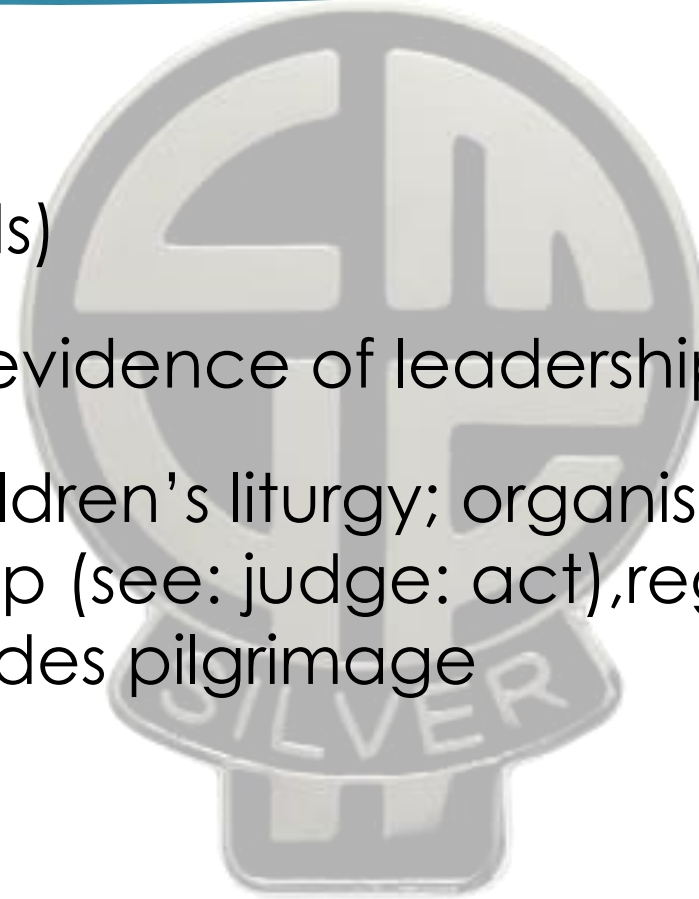 ls)
evidence of leadership
ldren's liturgy; organis
p (see: judge: act),reg
des pilgrimage
SILVER